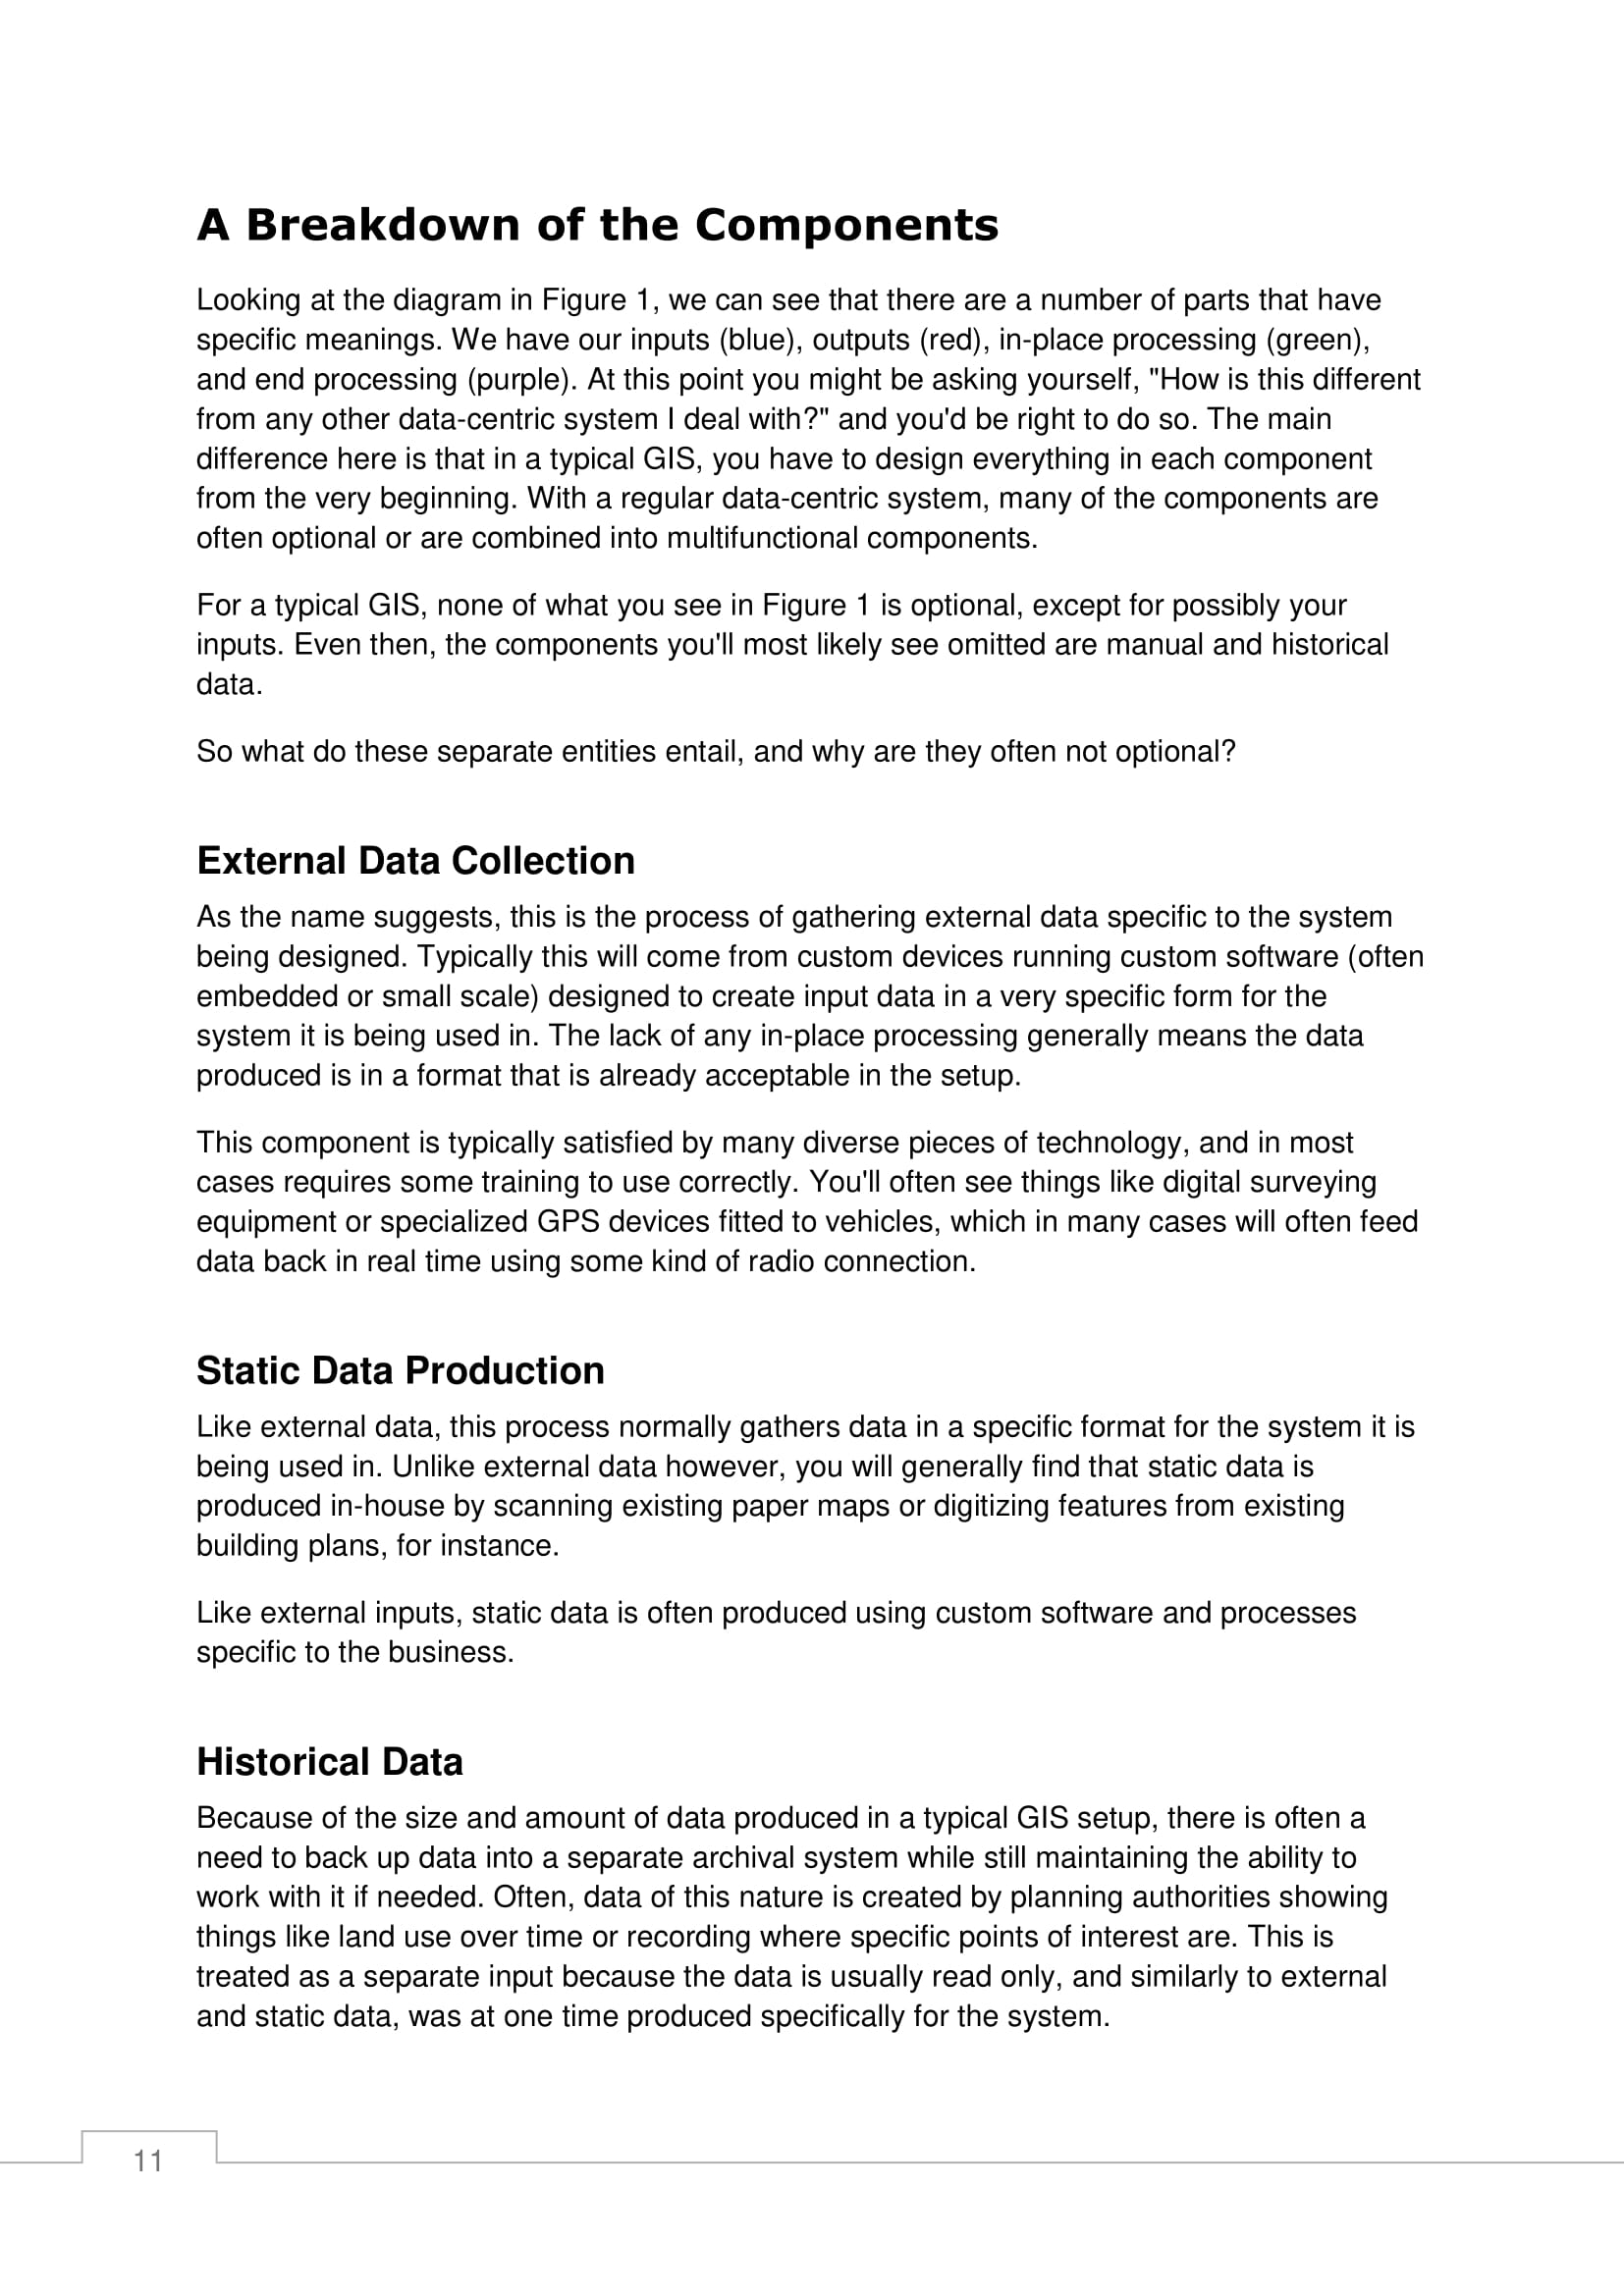 A Breakdown of the Components
Looking at the diagram in Figure 1, we can see that there are a number of parts that have
specific meanings. We have our inputs (blue), outputs (red), in-place processing (green),
and end processing (purple). At this point you might be asking yourself, "How is this different
from any other data-centric system I deal with?" and you'd be right to do so. The main
difference here is that in a typical GIS, you have to design everything in each component
from the very beginning. With a regular data-centric system, many of the components are
often optional or are combined into multifunctional components.
For a typical GIS, none of what you see in Figure 1 is optional, except for possibly your
inputs. Even then, the components you'll most likely see omitted are manual and historical
data.
So what do these separate entities entail, and why are they often not optional?
External Data Collection
As the name suggests, this is the process of gathering external data specific to the system
being designed. Typically this will come from custom devices running custom software (often
embedded or small scale) designed to create input data in a very specific form for the
system it is being used in. The lack of any in-place processing generally means the data
produced is in a format that is already acceptable in the setup.
This component is typically satisfied by many diverse pieces of technology, and in most
cases requires some training to use correctly. You'll often see things like digital surveying
equipment or specialized GPS devices fitted to vehicles, which in many cases will often feed
data back in real time using some kind of radio connection.
Static Data Production
Like external data, this process normally gathers data in a specific format for the system it is
being used in. Unlike external data however, you will generally find that static data is
produced in-house by scanning existing paper maps or digitizing features from existing
building plans, for instance.
Like external inputs, static data is often produced using custom software and processes
specific to the business.
Historical Data
Because of the size and amount of data produced in a typical GIS setup, there is often a
need to back up data into a separate archival system while still maintaining the ability to
work with it if needed. Often, data of this nature is created by planning authorities showing
things like land use over time or recording where specific points of interest are. This is
treated as a separate input because the data is usually read only, and similarly to external
and static data, was at one time produced specifically for the system.
11